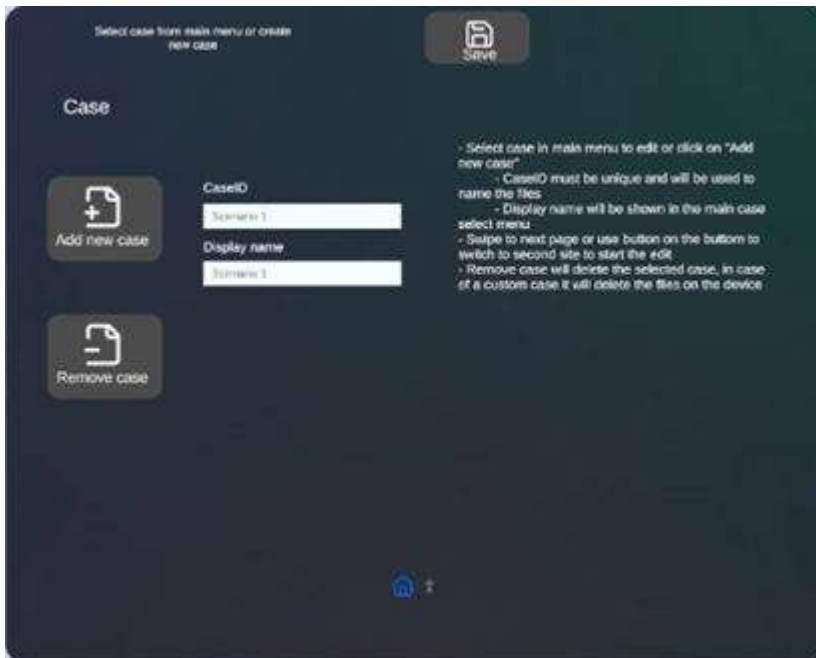 Select case from main menu or create
new case
Save
Case
- Select case in main menu to edit or click on "Add
new case"
- CaseID must be unique and will be used to
name the files
- Display name will be shown in the main case
select menu
- Swipe to next page or use button on the buttom to
switch to second site to start the edit
- Remove case will delete the selected case, in case
of a custom case it will delete the files on the device
Add new case
CaseID
Scenario 1
Display name
Scenario 1
Remove case